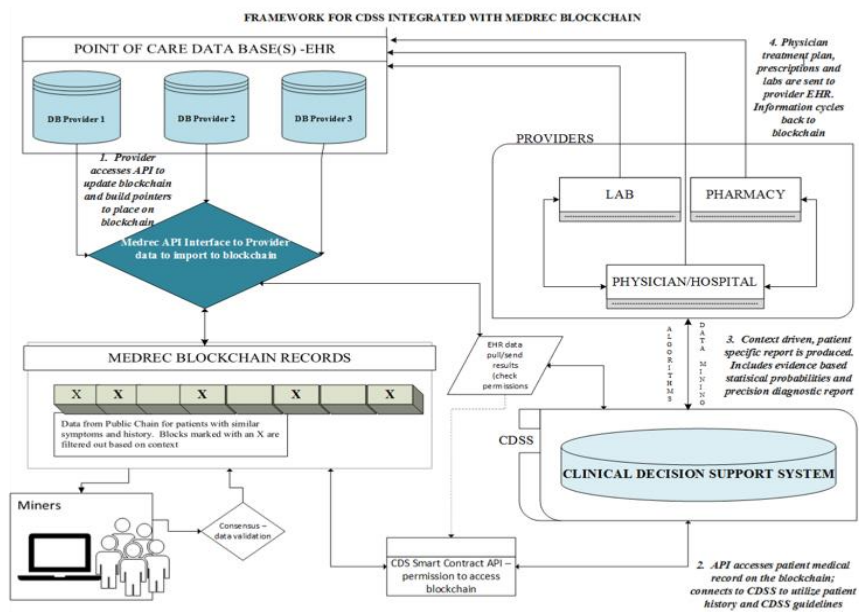 FRAMEWORK FOR CDSS INTEGRATED WITH MEDREC BLOCKCHAIN
POINT OF CARE DATA BASE(S) -EHR
DB Provider 1
DB Provider 2
DB Provider 3
1. Provider
accesses API to
update blockchain
and build pointers
to place on
blockchain
Medrec API Interface to Provider
data to import to blockchain
4. Physician
treatment plan,
prescriptions and
labs are sent to
provider EHR.
Information cycles
back to
blockchain
PROVIDERS
LAB
PHARMACY
PHYSICIAN/HOSPITAL
ALGORITHMS
DATA MINING
3. Context driven, patient
specific report is produced.
Includes evidence based
statisical probabilities and
precision diagnostic report
EHR data
pull/send
results
(check
permissions
MEDREC BLOCKCHAIN RECORDS
X X X X X
Data from Public Chain for patients with similar
symptoms and history. Blocks marked with an X are
filtered out based on context
CDSS
CLINICAL DECISION SUPPORT SYSTEM
Miners
Consensus –
data validation
CDS Smart Contract API –
permission to access
blockchain
2. API accesses patient medical
record on the blockchain;
connects to CDSS to utilize patient
history and CDSS guidelines